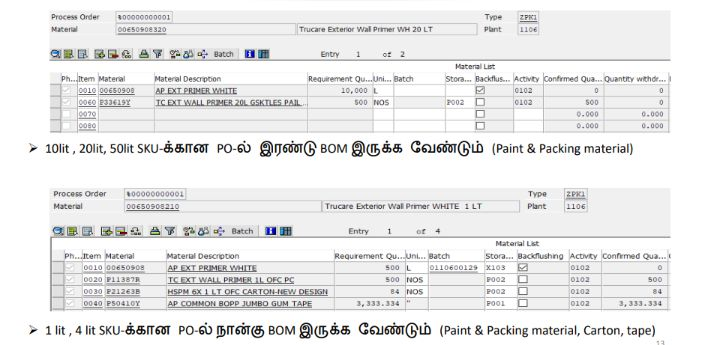 Process Order %00000000001 Type ZPK1
Material 00650908320 Trucare Exterior Wall Primer WH 20 LT Plant 1106
Batch Entry 1 of 2
Material List
Ph... Item Material Material Description Requirement Qu... Uni... Batch Stora... Backflus... Activity Confirmed Qua... Quantity withdr...
0010 00650908 AP EXT PRIMER WHITE 10,000 L 0102 0 0
0060 P33619Y TC EXT WALL PRIMER 20L GSKTLES PAIL ... 500 NOS P002 0102 500 0
0070 0.000 0.000
0080 0.000 0.000
➢ 10lit , 20lit, 50lit SKU-க்கான PO-ல் இரண்டு BOM இருக்க வேண்டும் (Paint & Packing material)
Process Order %00000000001 Type ZPK1
Material 00650908210 Trucare Exterior Wall Primer WHITE 1 LT Plant 1106
Batch Entry 1 of 4
Material List
Ph... Item Material Material Description Requirement Qu... Uni... Batch Stora... Backflushing Activity Confirmed Qua...
0010 00650908 AP EXT PRIMER WHITE 500 L 0110600129 X103 0102 0
0020 P11387R TC EXT WALL PRIMER 1L OFC PC 500 NOS P002 0102 500
0030 P21263B HSPM 6X 1 LT OFC CARTON-NEW DESIGN 84 NOS P002 0102 84
0040 P50410Y AP COMMON BOPP JUMBO GUM TAPE 3,333.334 " P001 0102 3,333.334
➢ 1 lit , 4 lit SKU-க்கான PO-ல் நான்கு BOM இருக்க வேண்டும் (Paint & Packing material, Carton, tape)
13